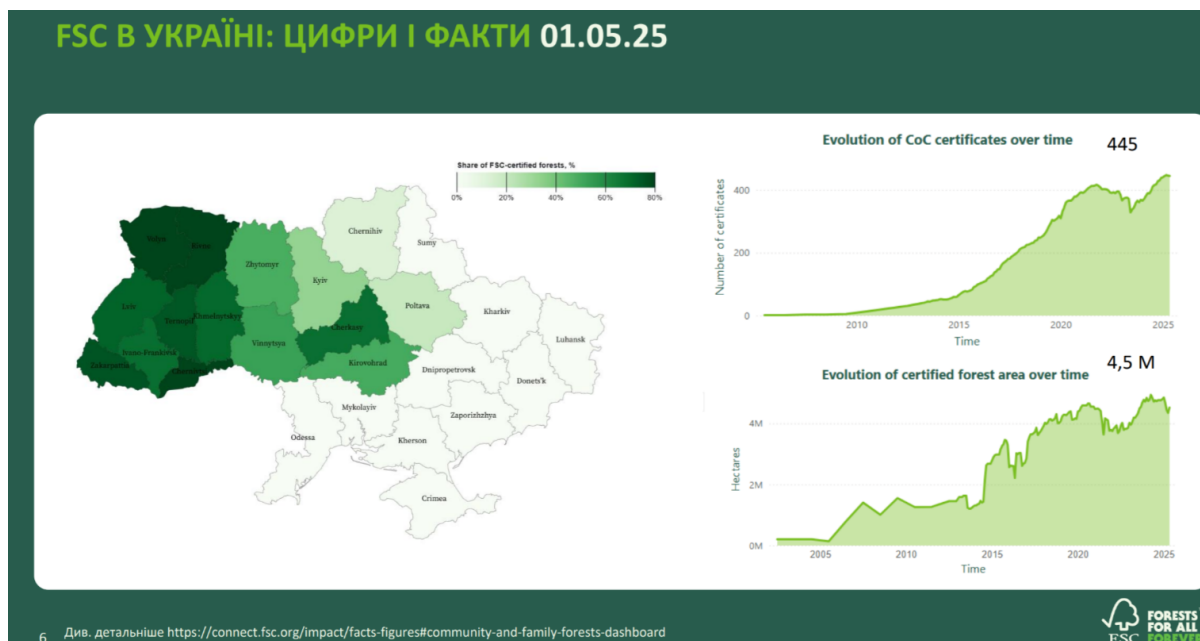 FSC В УКРАЇНІ: ЦИФРИ І ФАКТИ 01.05.25
Share of FSC-certified forests, %
0% 20% 40% 60% 80%
Volyn
Rivne
Zhytomyr
Kyiv
Chernihiv
Sumy
Lviv
Ternopil
Khmelnytskyy
Cherkasy
Poltava
Kharkiv
Luhansk
Ivano-Frankivsk
Zakarpattia
Chernivtsi
Vinnytsya
Kirovohrad
Dnipropetrovsk
Donets'k
Mykolayiv
Zaporizhzhya
Odessa
Kherson
Crimea
Evolution of CoC certificates over time 445
Number of certificates
400
200
0
2010 2015 2020 2025
Time
Evolution of certified forest area over time 4,5 M
Hectares
4M
2M
0M
2005 2010 2015 2020 2025
Time
6 Див. детальніше https://connect.fsc.org/impact/facts-figures#community-and-family-forests-dashboard
FSC
FORESTS
FOR ALL
FOREVER